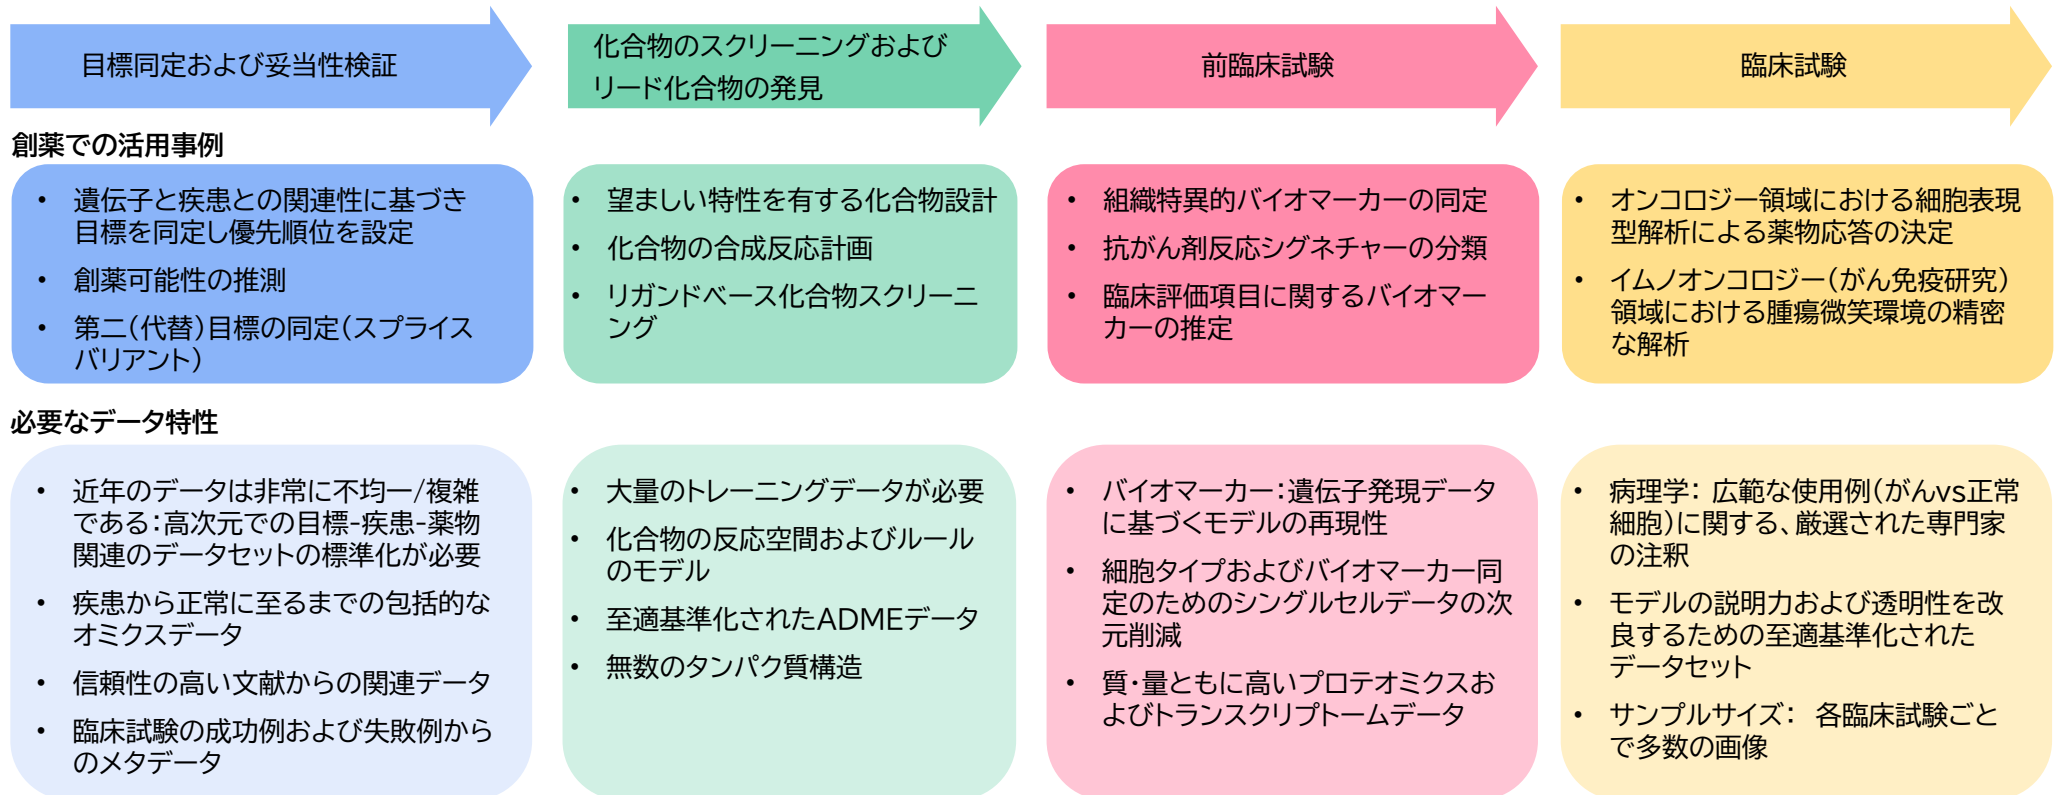 目標同定および妥当性検証
化合物のスクリーニングおよび
リード化合物の発見
前臨床試験
臨床試験
創薬での活用事例
• 遺伝子と疾患との関連性に基づき
目標を同定し優先順位を設定
• 創薬可能性の推測
• 第二(代替)目標の同定(スプライス
バリアント)
• 望ましい特性を有する化合物設計
• 化合物の合成反応計画
• リガンドベース化合物スクリーニ
ング
• 組織特異的バイオマーカーの同定
• 抗がん剤反応シグネチャーの分類
• 臨床評価項目に関するバイオマー
カーの推定
• オンコロジー領域における細胞表現
型解析による薬物応答の決定
• イムノオンコロジー(がん免疫研究)
領域における腫瘍微笑環境の精密
な解析
必要なデータ特性
• 近年のデータは非常に不均一/複雑
である:高次元での目標-疾患-薬物
関連のデータセットの標準化が必要
• 疾患から正常に至るまでの包括的な
オミクスデータ
• 信頼性の高い文献からの関連データ
• 臨床試験の成功例および失敗例から
のメタデータ
• 大量のトレーニングデータが必要
• 化合物の反応空間およびルール
のモデル
• 至適基準化されたADMEデータ
• 無数のタンパク質構造
• バイオマーカー:遺伝子発現データ
に基づくモデルの再現性
• 細胞タイプおよびバイオマーカー同
定のためのシングルセルデータの次
元削減
• 質・量ともに高いプロテオミクスお
よびトランスクリプトームデータ
• 病理学: 広範な使用例(がんvs正常
細胞)に関する、厳選された専門家
の注釈
• モデルの説明力および透明性を改
良するための至適基準化された
データセット
• サンプルサイズ: 各臨床試験ごと
で多数の画像